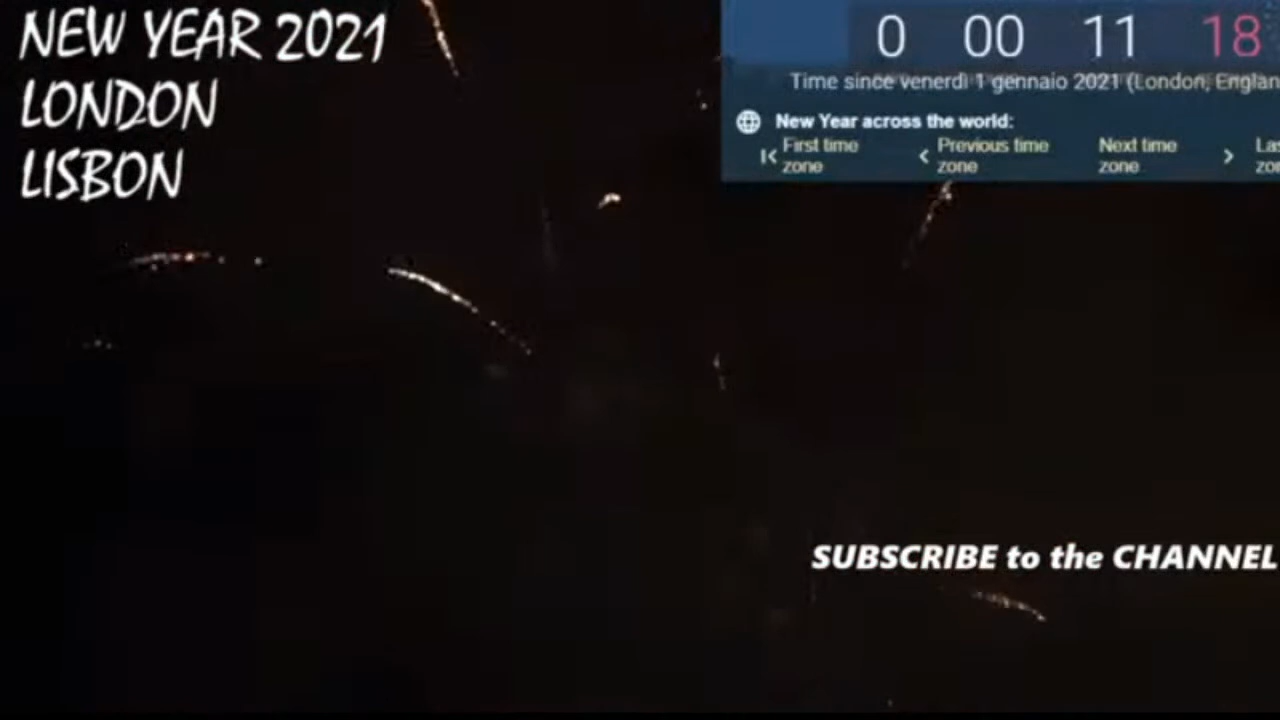 NEW YEAR 2021
LONDON
LISBON
0 00 11 18
Time since venerdì 1 gennaio 2021 (London, Englan
New Year across the world:
First time zone
Previous time zone
Next time zone
SUBSCRIBE to the CHANNEL